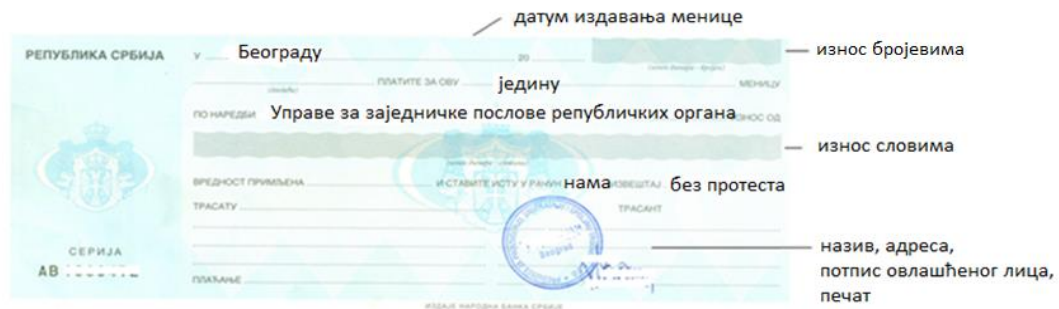 датум издавања менице
РЕПУБЛИКА СРБИЈА у Београду 20 износ бројевима
ПЛАТИТЕ ЗА ОВУ једину МЕНИЦУ
ПО НАРЕДБИ Управе за заједничке послове републичких органа ИЗНОС ОД
износ словима
ВРЕДНОСТ ПРИМЉЕНА И СТАВИТЕ ИСТУ У РАЧУН нама ИЗВЕШТАЈ без протеста
ТРАСАТУ ТРАСАНТ
СЕРИЈА
АВ
назив, адреса,
потпис овлашћеног лица,
печат
ПЛАЋАЊЕ
ИЗДАЈЕ НАРОДНА БАНКА СРБИЈЕ